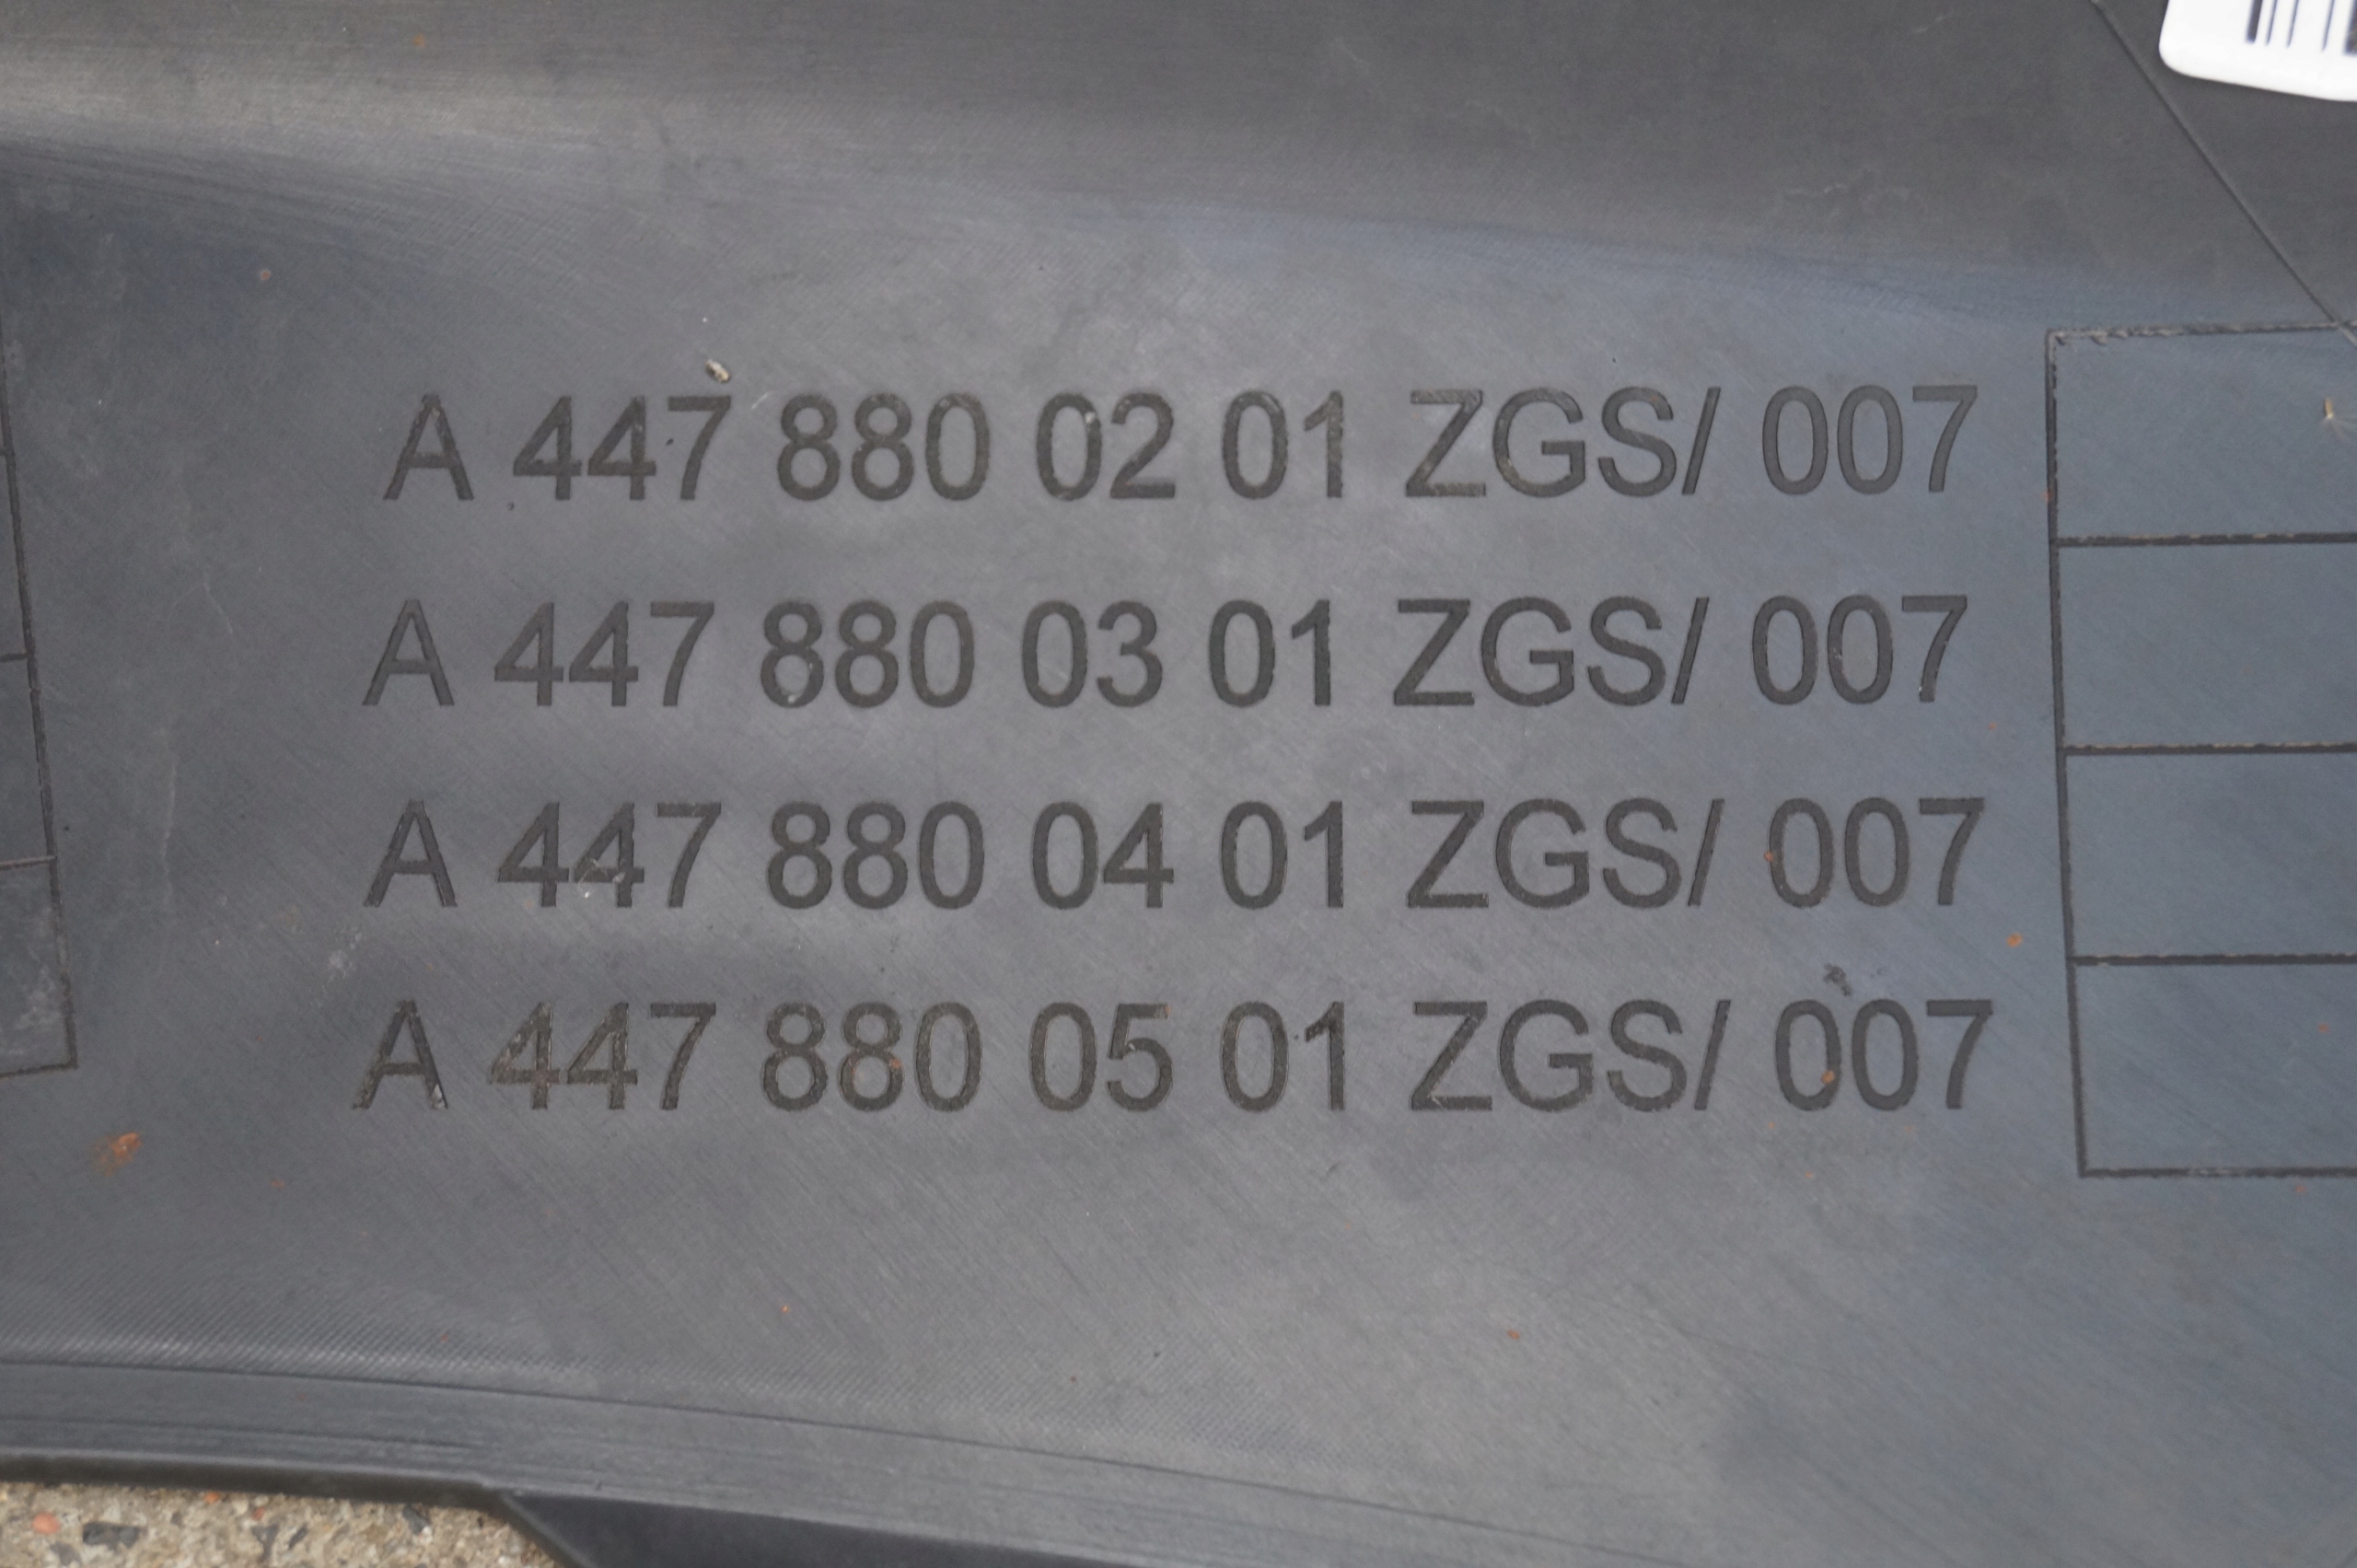 A 447 880 02 01 ZGS/ 007
A 447 880 03 01 ZGS/ 007
A 447 880 04 01 ZGS/ 007
A 447 880 05 01 ZGS/ 007